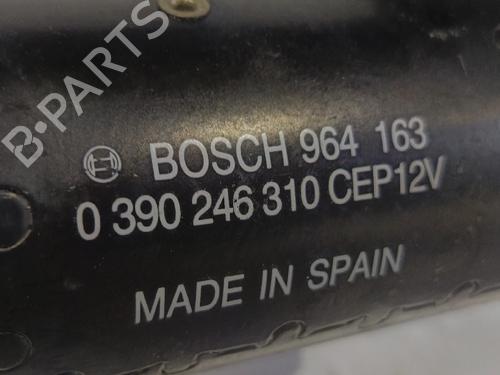 B-PARTS
BOSCH 964 163
0 390 246 310 CEP12V
MADE IN SPAIN